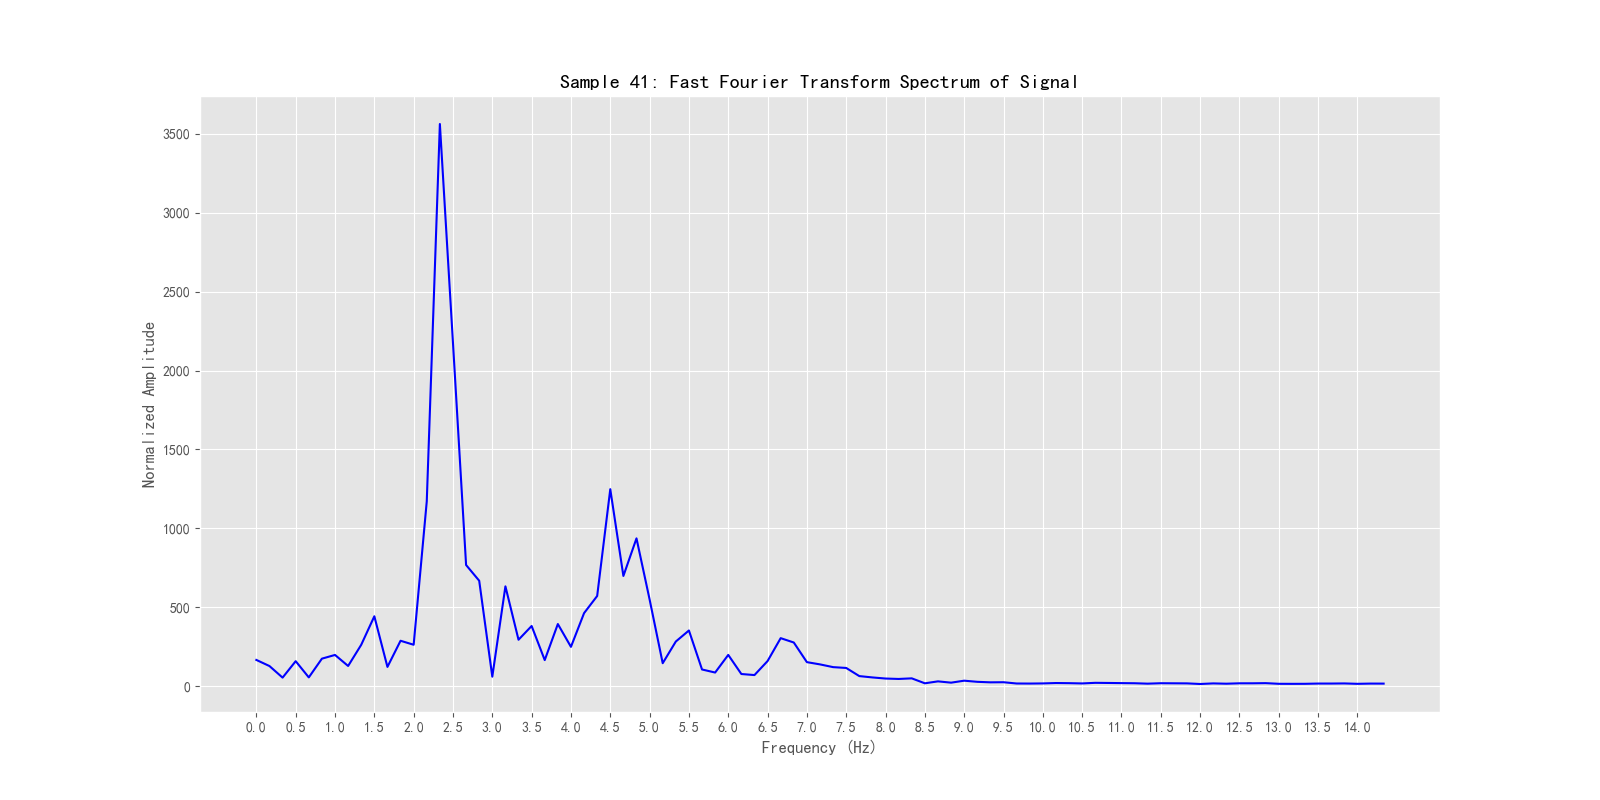 Sample 41: Fast Fourier Transform Spectrum of Signal
Normalized Amplitude
3500
3000
2500
2000
1500
1000
500
0
0.0 0.5 1.0 1.5 2.0 2.5 3.0 3.5 4.0 4.5 5.0 5.5 6.0 6.5 7.0 7.5 8.0 8.5 9.0 9.5 10.0 10.5 11.0 11.5 12.0 12.5 13.0 13.5 14.0
Frequency (Hz)